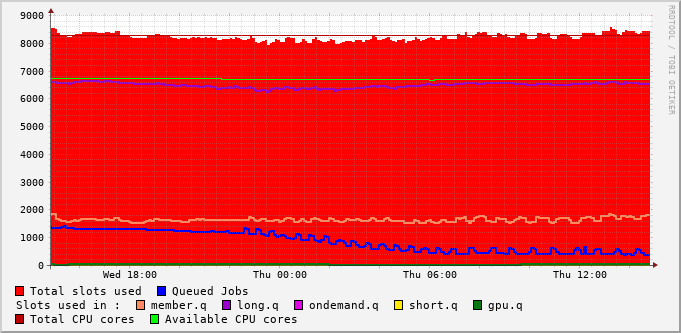 RRDTOOL / TOBI OETIKER
9000
8000
7000
6000
5000
4000
3000
2000
1000
0
Wed 18:00 Thu 00:00 Thu 06:00 Thu 12:00
Total slots used Queued Jobs
Slots used in : member.q long.q ondemand.q short.q gpu.q
Total CPU cores Available CPU cores